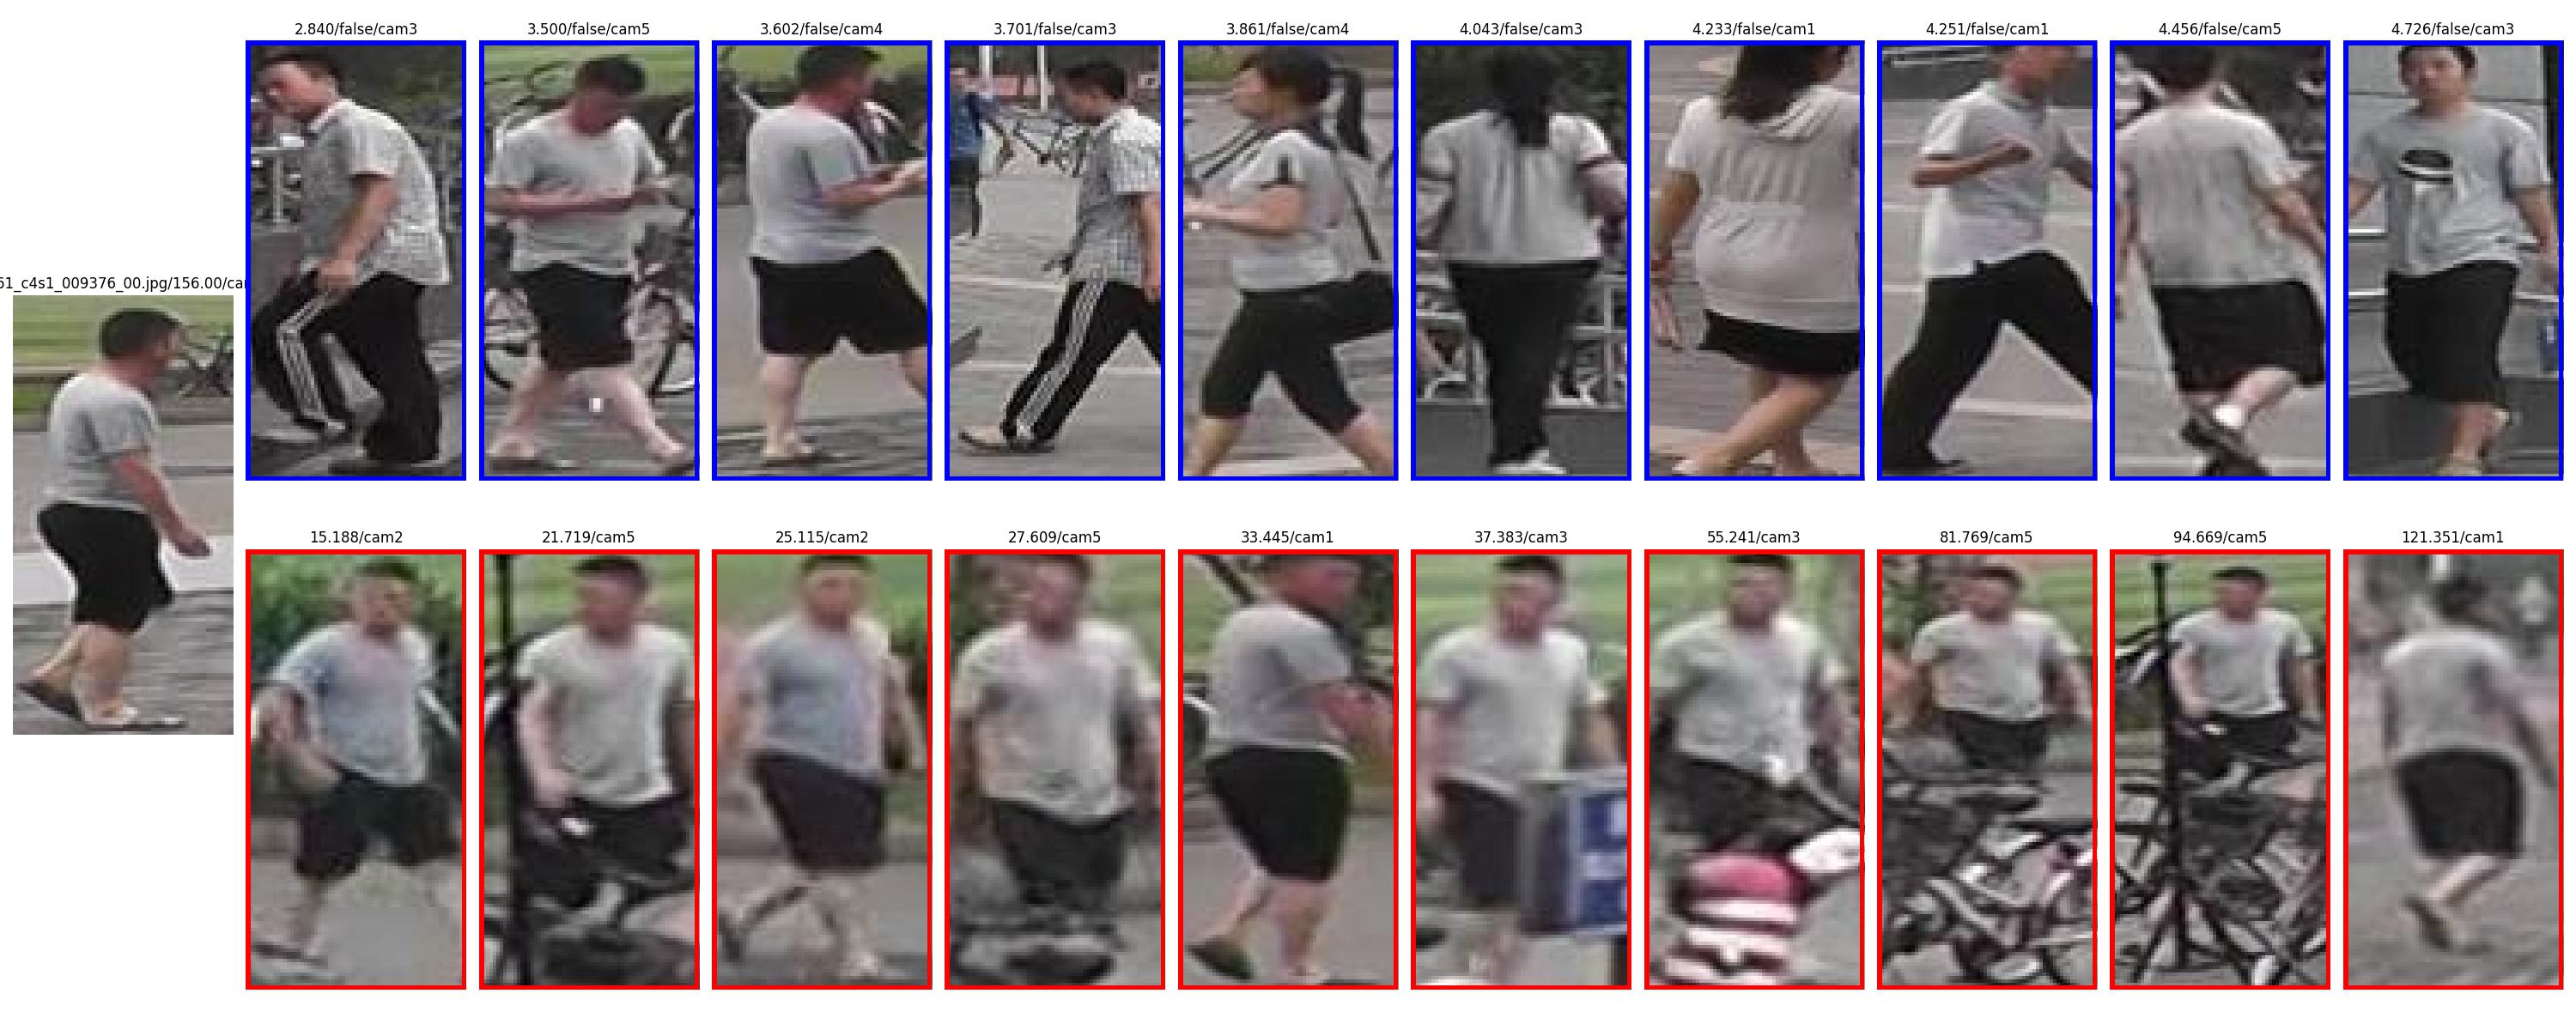 2.840/false/cam3
3.500/false/cam5
3.602/false/cam4
3.701/false/cam3
3.861/false/cam4
4.043/false/cam3
4.233/false/cam1
4.251/false/cam1
4.456/false/cam5
4.726/false/cam3
61_c4s1_009376_00.jpg/156.00/ca
15.188/cam2
21.719/cam5
25.115/cam2
27.609/cam5
33.445/cam1
37.383/cam3
55.241/cam3
81.769/cam5
94.669/cam5
121.351/cam1